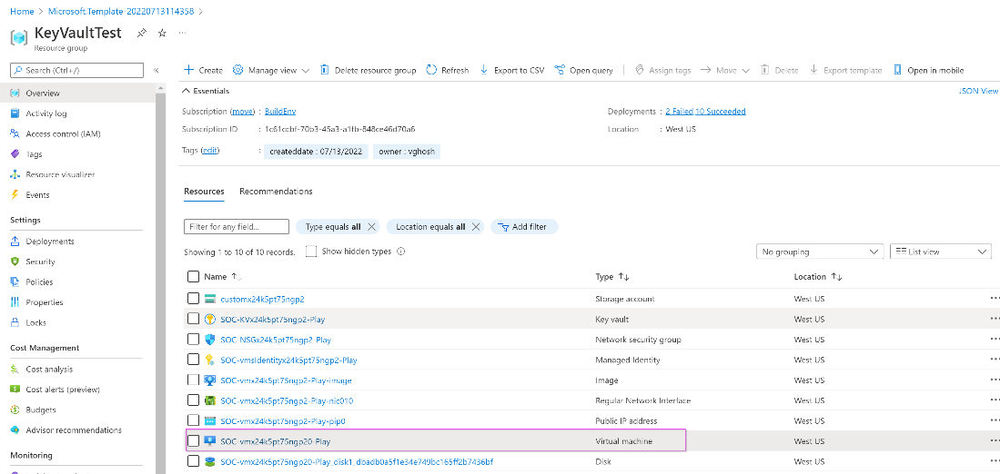 Home > Microsoft.Template-20220713114358 >
KeyVaultTest
Resource group
Search (Ctrl+/)
Overview
Activity log
Access control (IAM)
Tags
Resource visualizer
Events
Settings
Deployments
Security
Policies
Properties
Locks
Cost Management
Cost analysis
Cost alerts (preview)
Budgets
Advisor recommendations
Monitoring
Create Manage view Delete resource group Refresh Export to CSV Open query Assign tags Move Delete Export template Open in mobile
Essentials JSON View
Subscription (move) : BuildEnv Deployments : 2 Failed,10 Succeeded
Subscription ID : 1c61ccbf-70b3-45a3-a1fb-848ce46d70a6 Location : West US
Tags (edit) : createddate : 07/13/2022 owner : vghosh
Resources Recommendations
Filter for any field... Type equals all Location equals all Add filter
Showing 1 to 10 of 10 records. Show hidden types No grouping List view
Name Type Location
customx24k5pt75ngp2 Storage account West US
SOC-KVx24k5pt75ngp2-Play Key vault West US
SOC-NSGx24k5pt75ngp2-Play Network security group West US
SOC-vmsIdentityx24k5pt75ngp2-Play Managed Identity West US
SOC-vmx24k5pt75ngp2-Play-image Image West US
SOC-vmx24k5pt75ngp2-Play-nic010 Regular Network Interface West US
SOC-vmx24k5pt75ngp2-Play-pip0 Public IP address West US
SOC-vmx24k5pt75ngp20-Play Virtual machine West US
SOC-vmx24k5pt75ngp20-Play_disk1_dbadb0a5f1e34e749bc165ff2b7436bf Disk West US